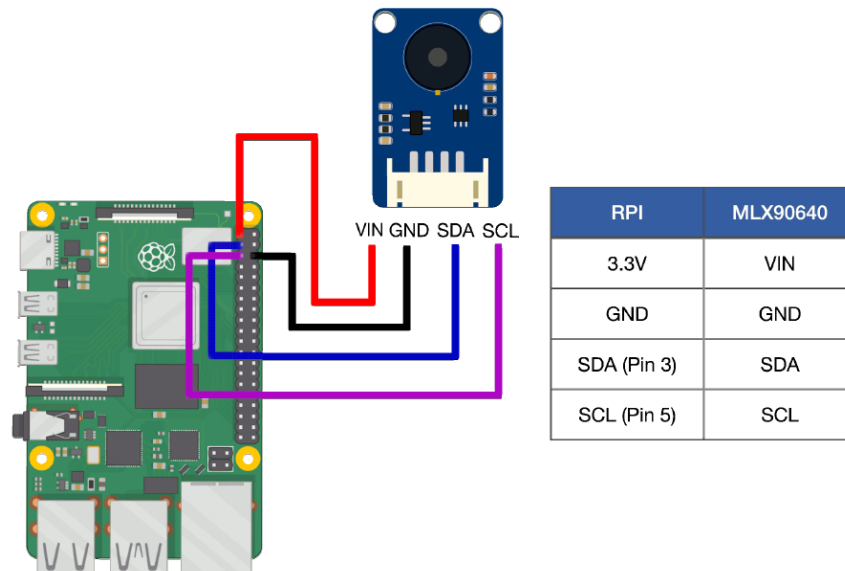 VIN GND SDA SCL
RPI MLX90640
3.3V VIN
GND GND
SDA (Pin 3) SDA
SCL (Pin 5) SCL